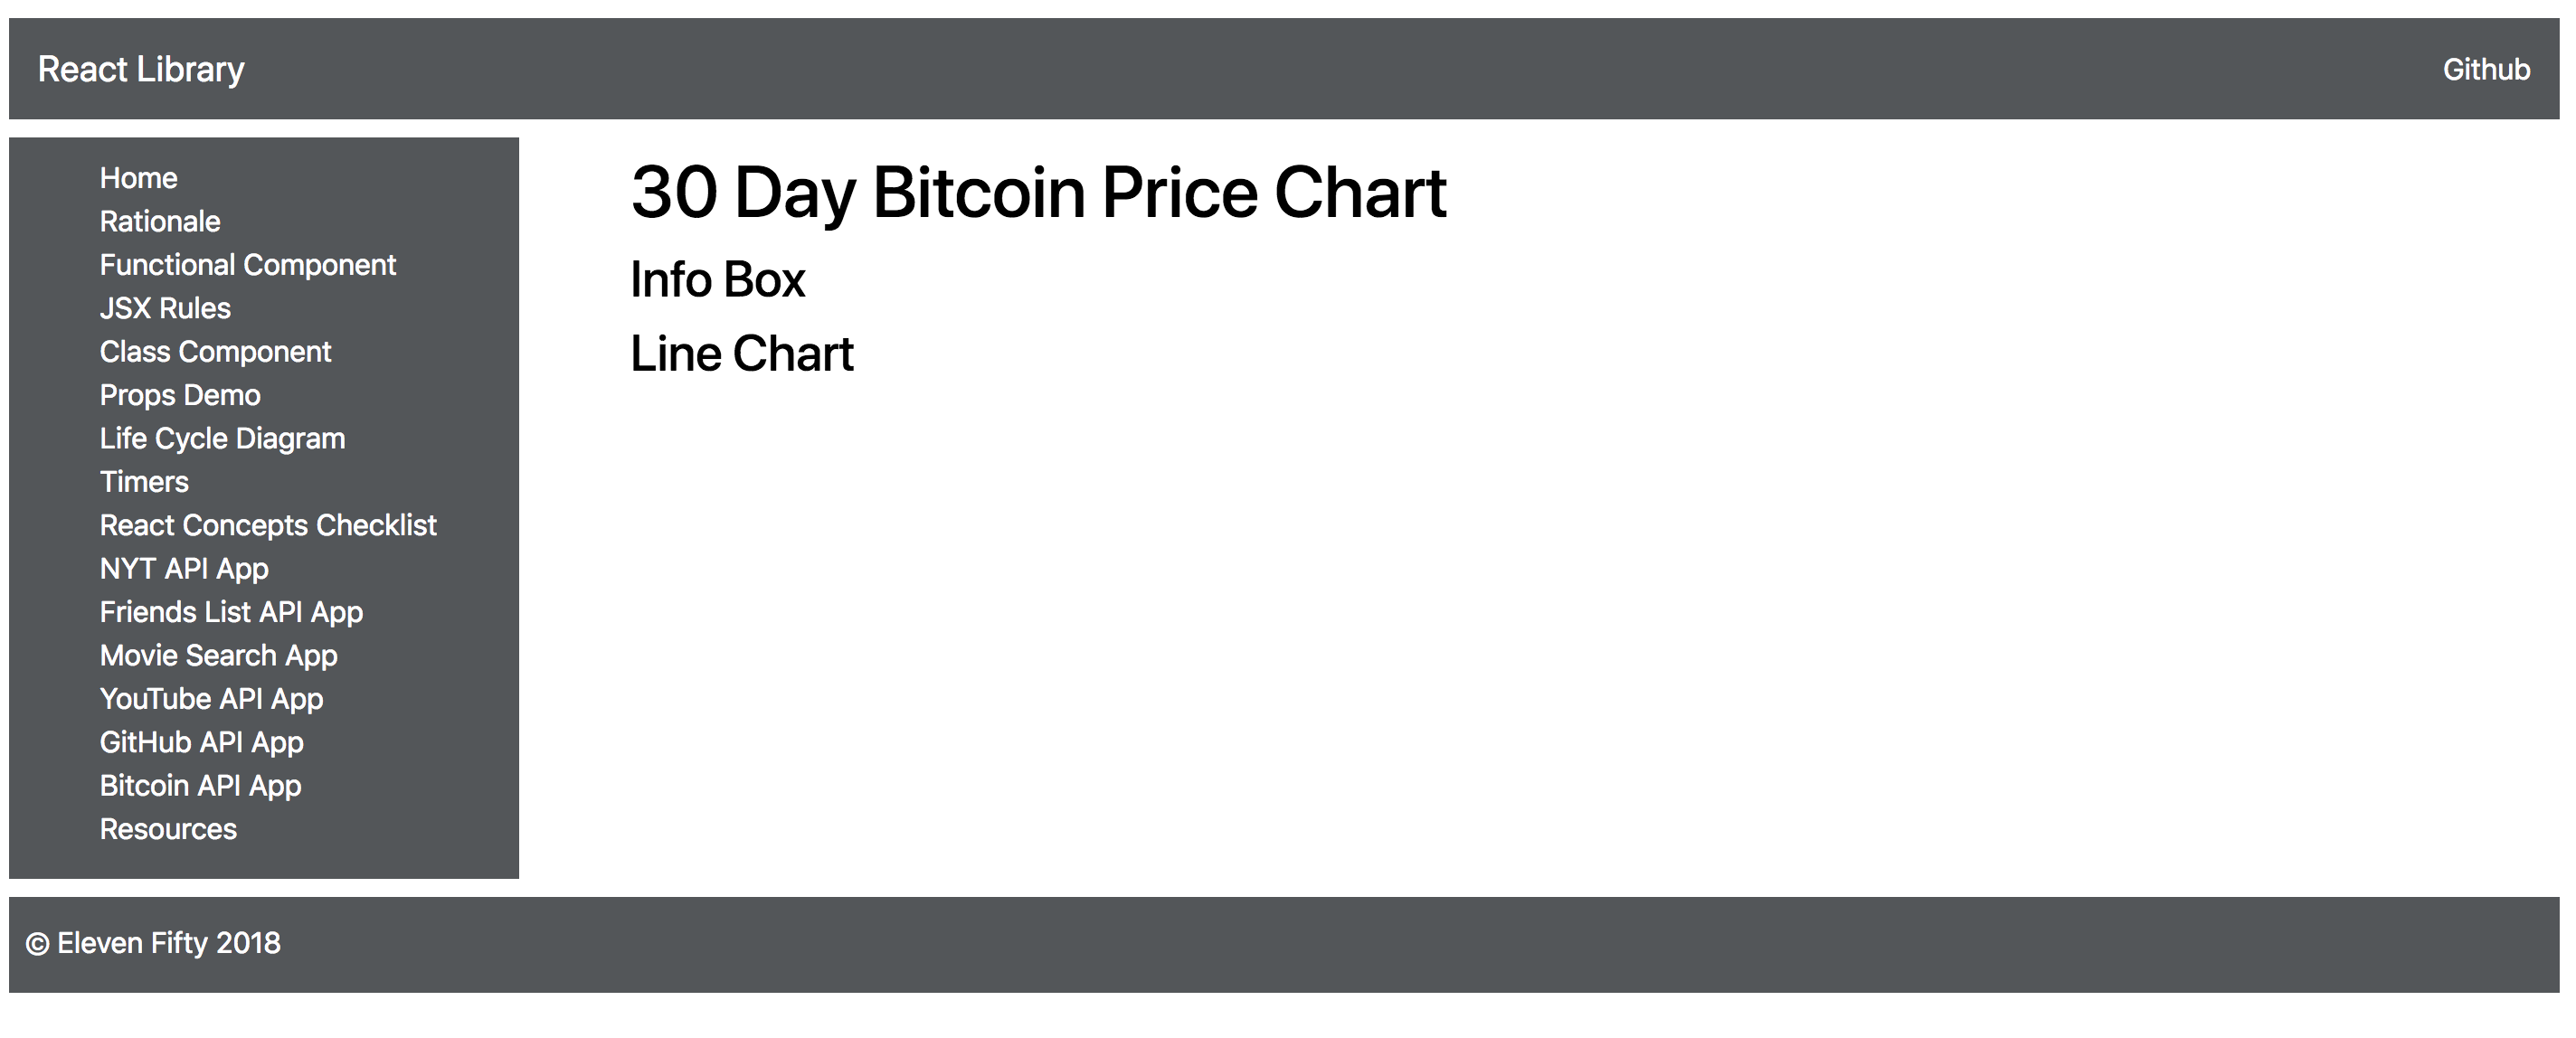 React Library
Github
Home
Rationale
Functional Component
JSX Rules
Class Component
Props Demo
Life Cycle Diagram
Timers
React Concepts Checklist
NYT API App
Friends List API App
Movie Search App
YouTube API App
GitHub API App
Bitcoin API App
Resources
30 Day Bitcoin Price Chart
Info Box
Line Chart
© Eleven Fifty 2018